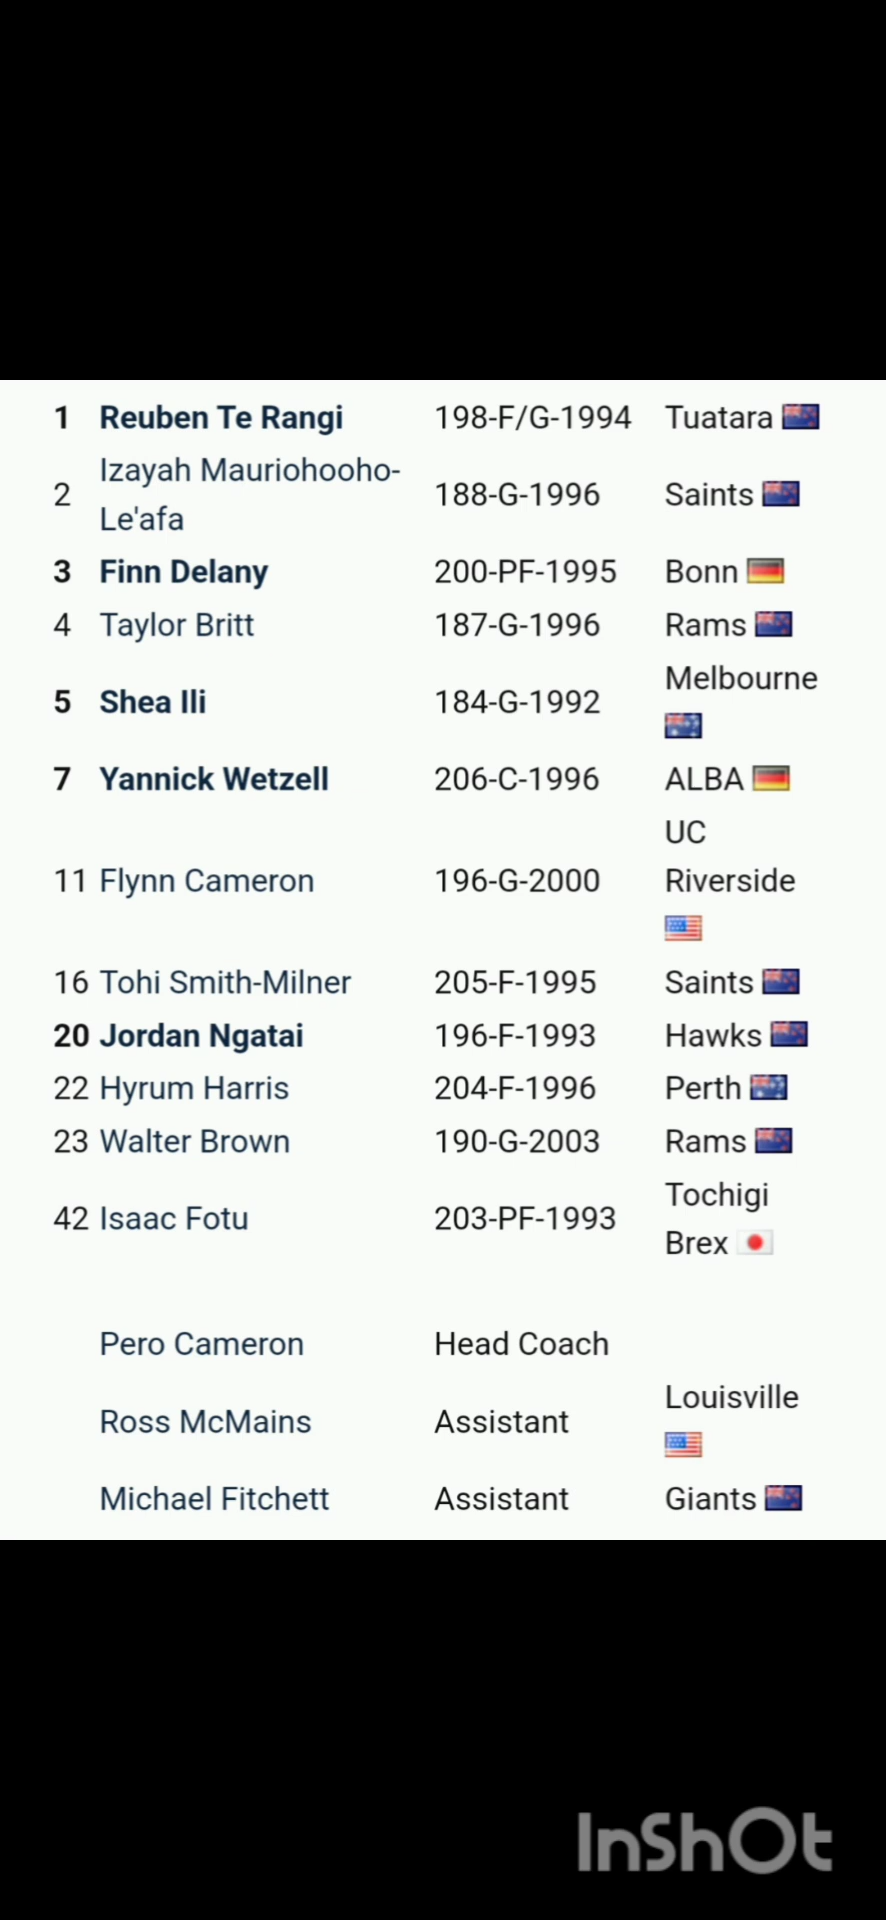 1 Reuben Te Rangi 198-F/G-1994 Tuatara
2 Izayah Mauriohooho-
Le'afa 188-G-1996 Saints
3 Finn Delany 200-PF-1995 Bonn
4 Taylor Britt 187-G-1996 Rams
5 Shea Ili 184-G-1992 Melbourne
7 Yannick Wetzell 206-C-1996 ALBA
11 Flynn Cameron 196-G-2000 UC
Riverside
16 Tohi Smith-Milner 205-F-1995 Saints
20 Jordan Ngatai 196-F-1993 Hawks
22 Hyrum Harris 204-F-1996 Perth
23 Walter Brown 190-G-2003 Rams
42 Isaac Fotu 203-PF-1993 Tochigi
Brex
Pero Cameron Head Coach
Ross McMains Assistant Louisville
Michael Fitchett Assistant Giants
InShOt